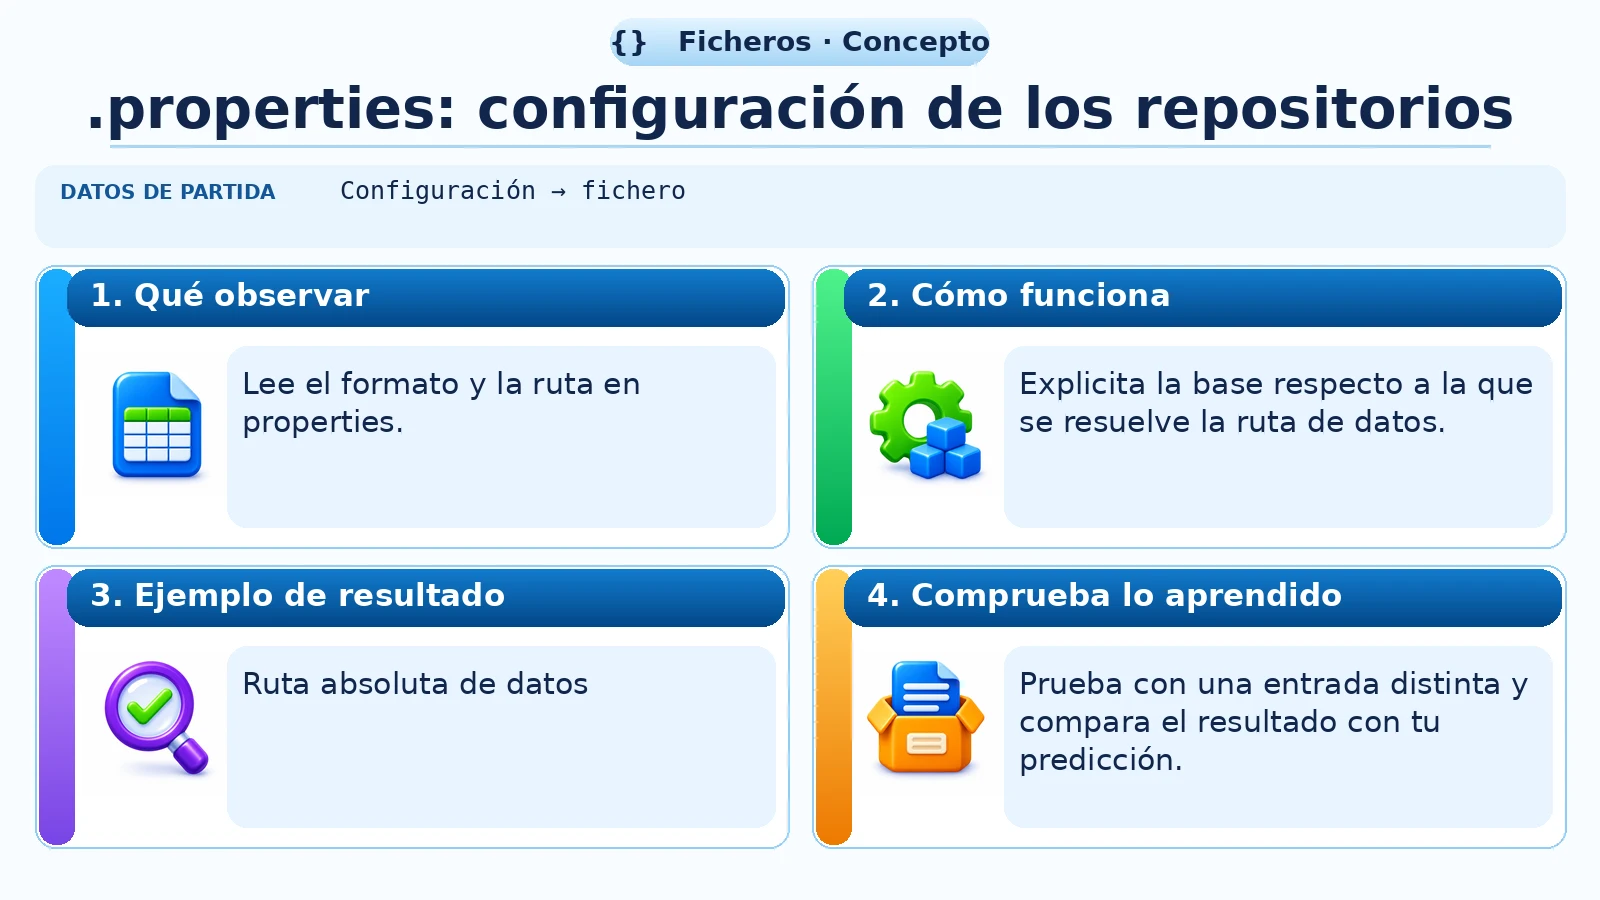 {} Ficheros · Concepto
.properties: configuración de los repositorios
DATOS DE PARTIDA Configuración → fichero
1. Qué observar
Lee el formato y la ruta en
properties.
2. Cómo funciona
Explicita la base respecto a la que
se resuelve la ruta de datos.
3. Ejemplo de resultado
Ruta absoluta de datos
4. Comprueba lo aprendido
Prueba con una entrada distinta y
compara el resultado con tu
predicción.